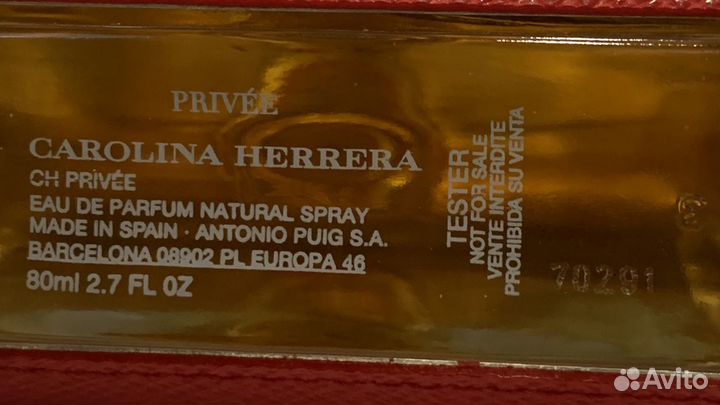 PRIVÉE
CAROLINA HERRERA
CH PRIVÉE
EAU DE PARFUM NATURAL SPRAY
MADE IN SPAIN · ANTONIO PUIG S.A.
BARCELONA 08902 PL EUROPA 46
80ml 2.7 FL OZ
TESTER
NOT FOR SALE
VENTE INTERDITE
PROHIBIDA SU VENTA
70291
Avito